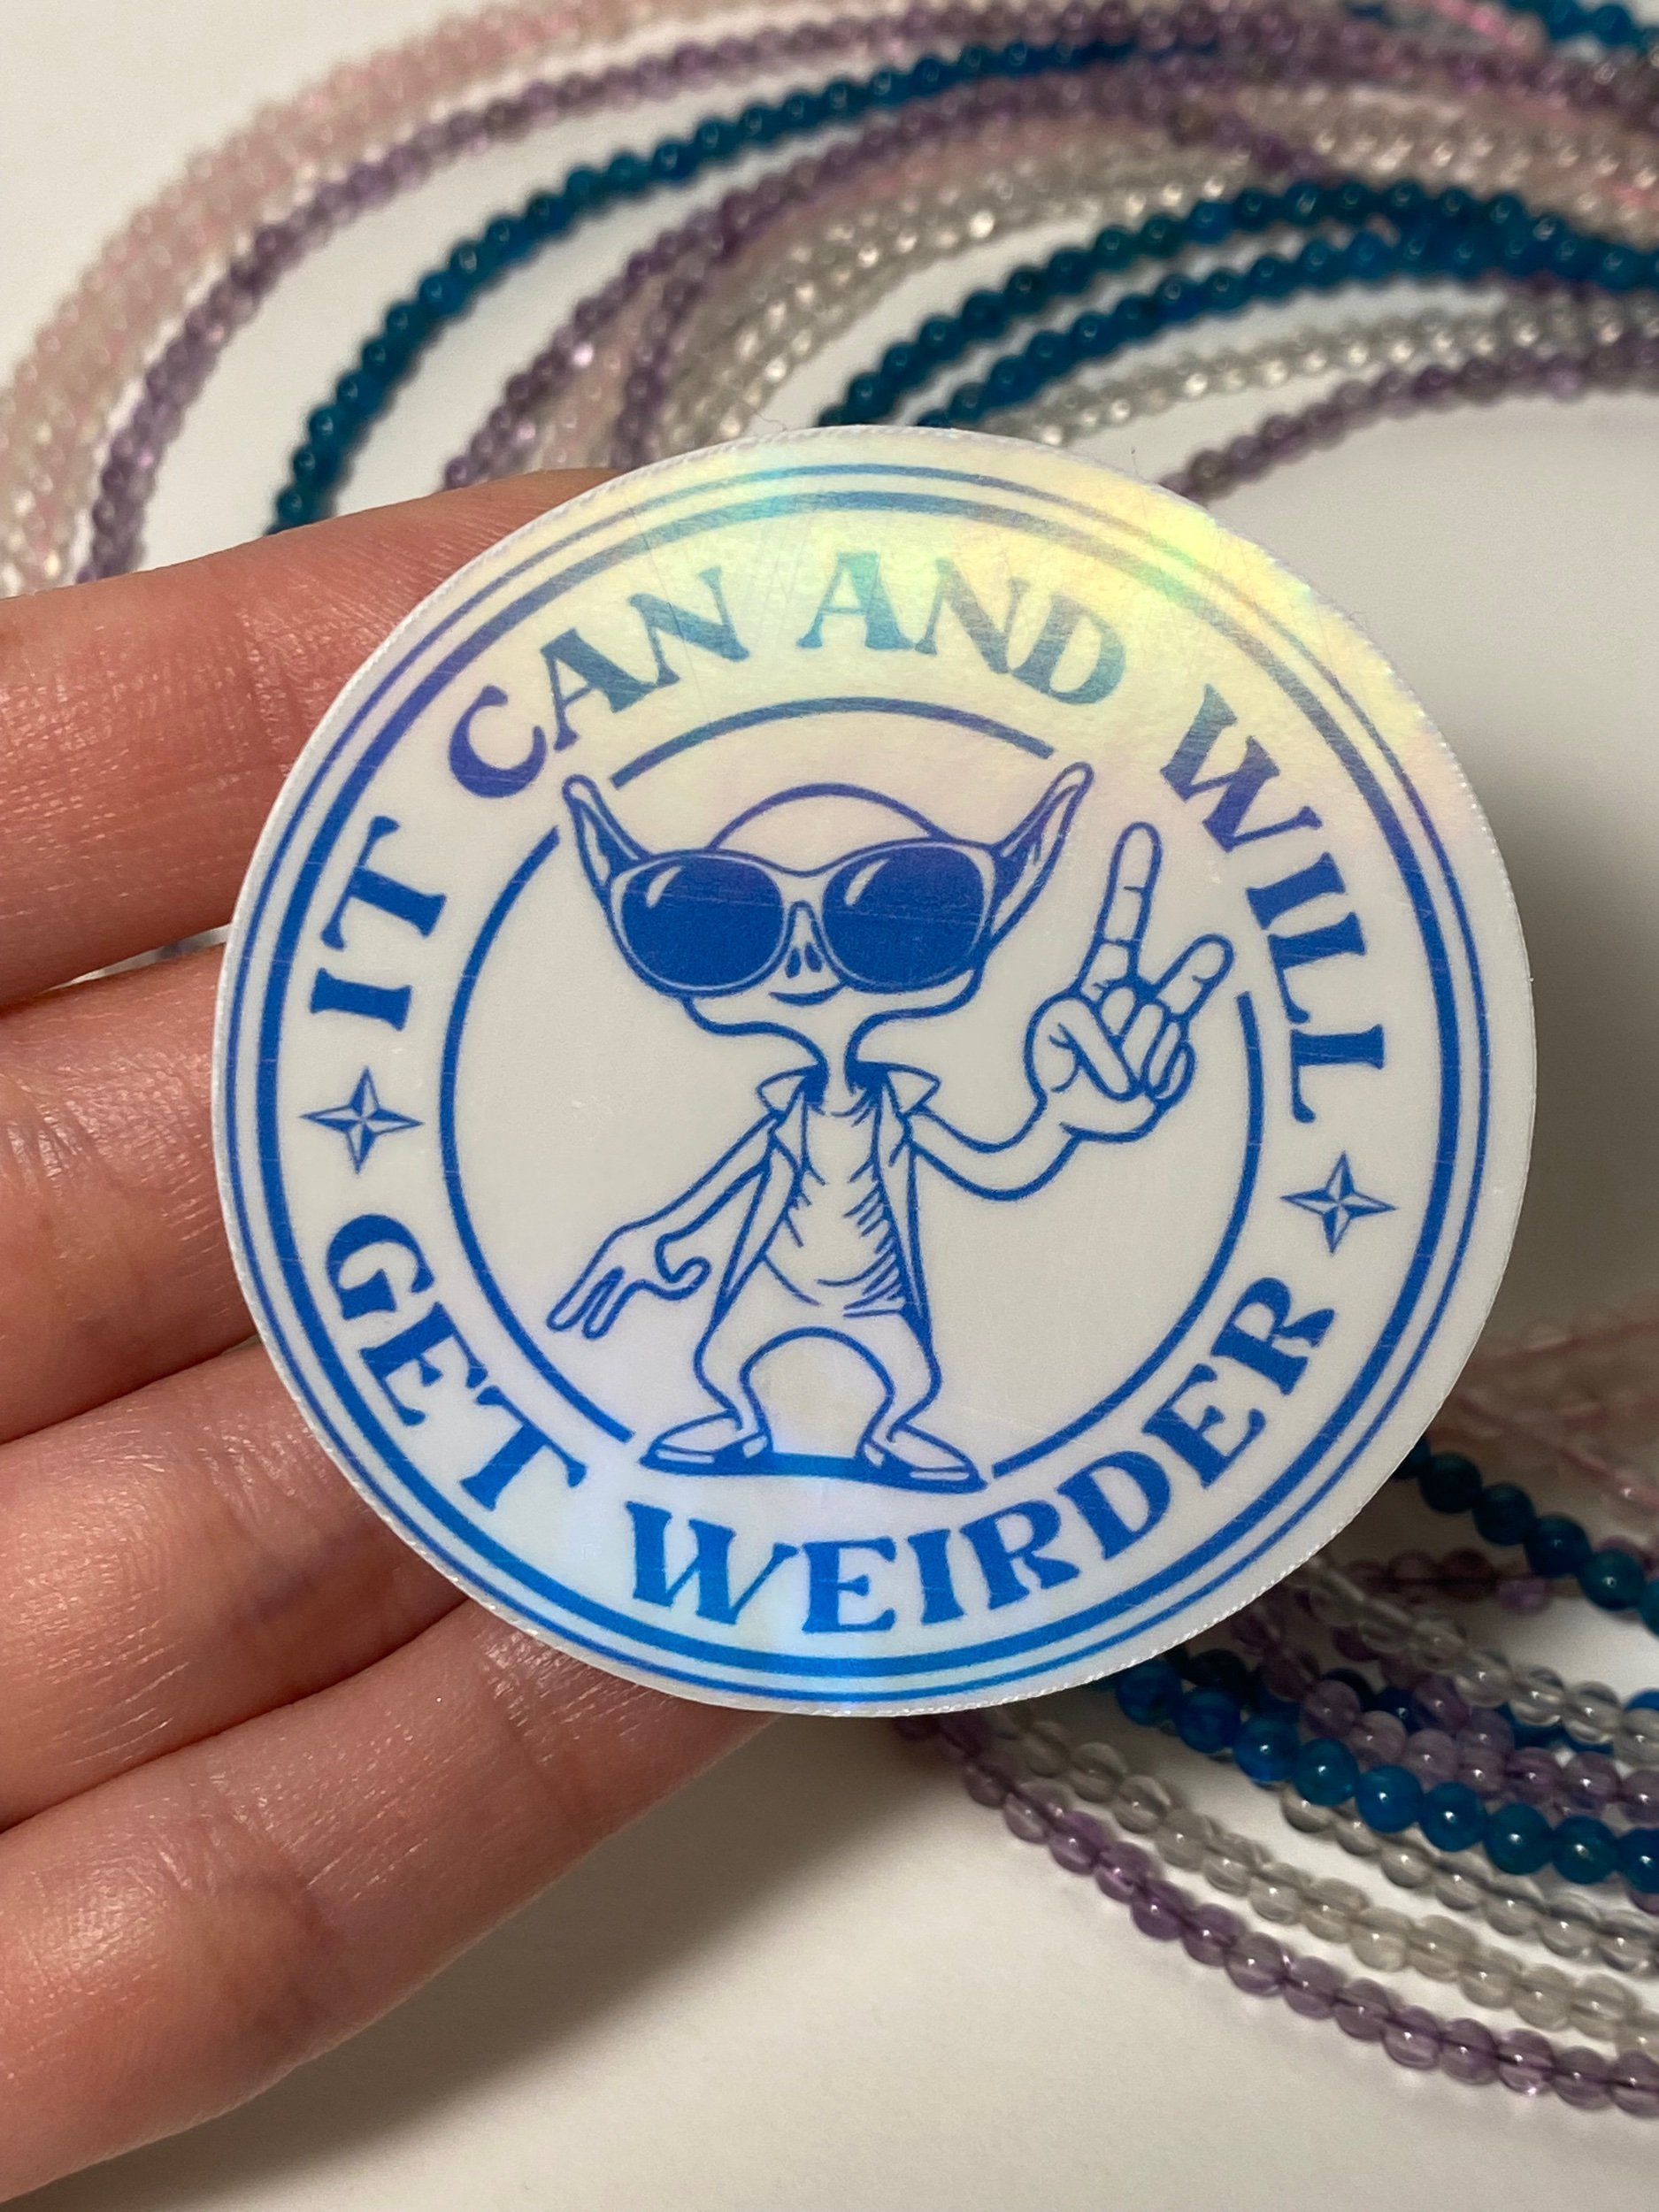 IT CAN AND WILL
GET WEIRDER